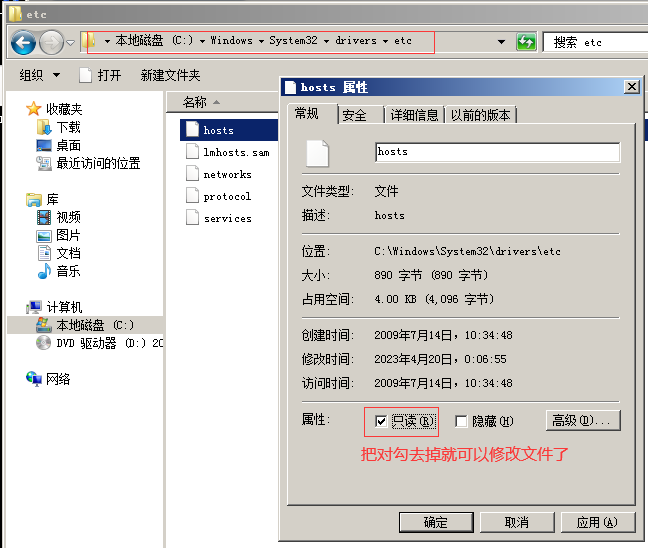 etc
本地磁盘 (C:) Windows System32 drivers etc
搜索 etc
组织 打开 新建文件夹
收藏夹
下载
桌面
最近访问的位置
库
视频
图片
文档
音乐
计算机
本地磁盘 (C:)
DVD 驱动器 (D:) 20
网络
名称
hosts
lmhosts.sam
networks
protocol
services
hosts 属性
常规 安全 详细信息 以前的版本
hosts
文件类型: 文件
描述: hosts
位置: C:\Windows\System32\drivers\etc
大小: 890 字节 (890 字节)
占用空间: 4.00 KB (4,096 字节)
创建时间: 2009年7月14日, 10:34:48
修改时间: 2023年4月20日, 0:06:55
访问时间: 2009年7月14日, 10:34:48
属性: 只读(R) 隐藏(H) 高级(D)...
把对勾去掉就可以修改文件了
确定 取消 应用(A)